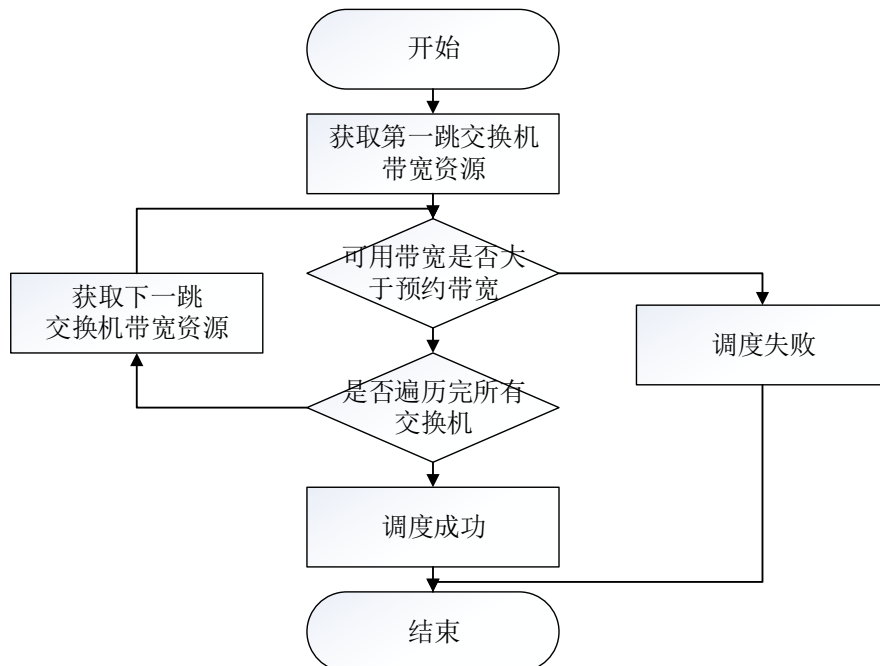 开始
获取第一跳交换机
带宽资源
可用带宽是否大
于预约带宽
获取下一跳
交换机带宽资源
调度失败
是否遍历完所有
交换机
调度成功
结束